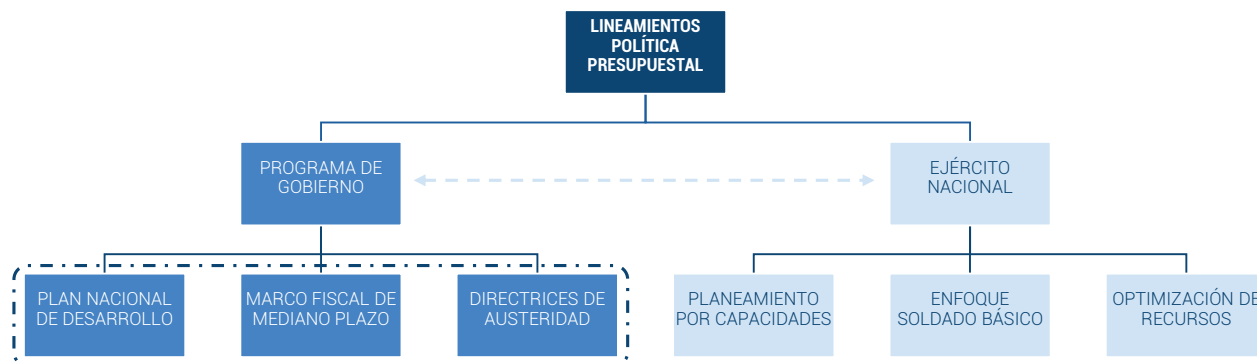 LINEAMIENTOS
POLÍTICA
PRESUPUESTAL
PROGRAMA DE
GOBIERNO
EJÉRCITO
NACIONAL
PLAN NACIONAL
DE DESARROLLO
MARCO FISCAL DE
MEDIANO PLAZO
DIRECTRICES DE
AUSTERIDAD
PLANEAMIENTO
POR CAPACIDADES
ENFOQUE
SOLDADO BÁSICO
OPTIMIZACIÓN DE
RECURSOS